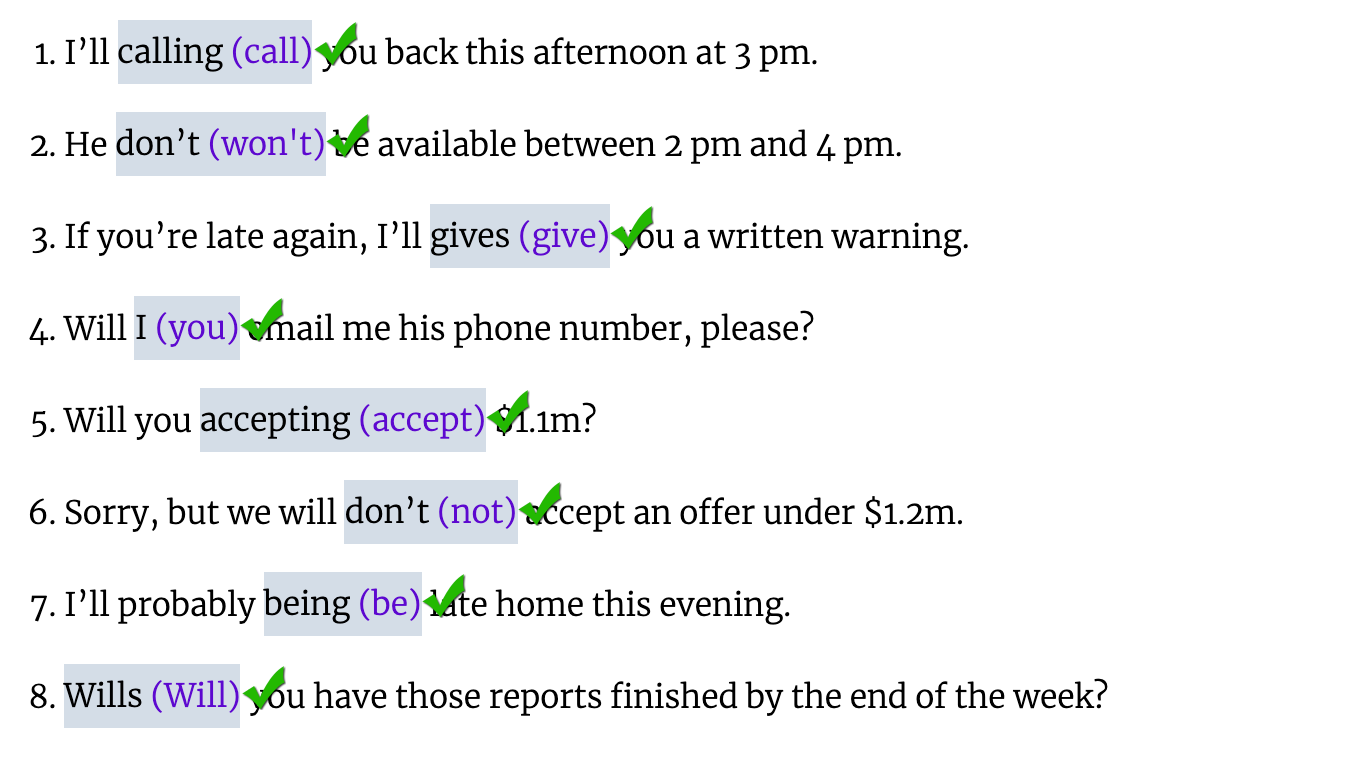 1. I’ll calling (call) you back this afternoon at 3 pm.
2. He don’t (won't) be available between 2 pm and 4 pm.
3. If you’re late again, I’ll gives (give) you a written warning.
4. Will I (you) email me his phone number, please?
5. Will you accepting (accept) $1.1m?
6. Sorry, but we will don’t (not) accept an offer under $1.2m.
7. I’ll probably being (be) late home this evening.
8. Wills (Will) you have those reports finished by the end of the week?